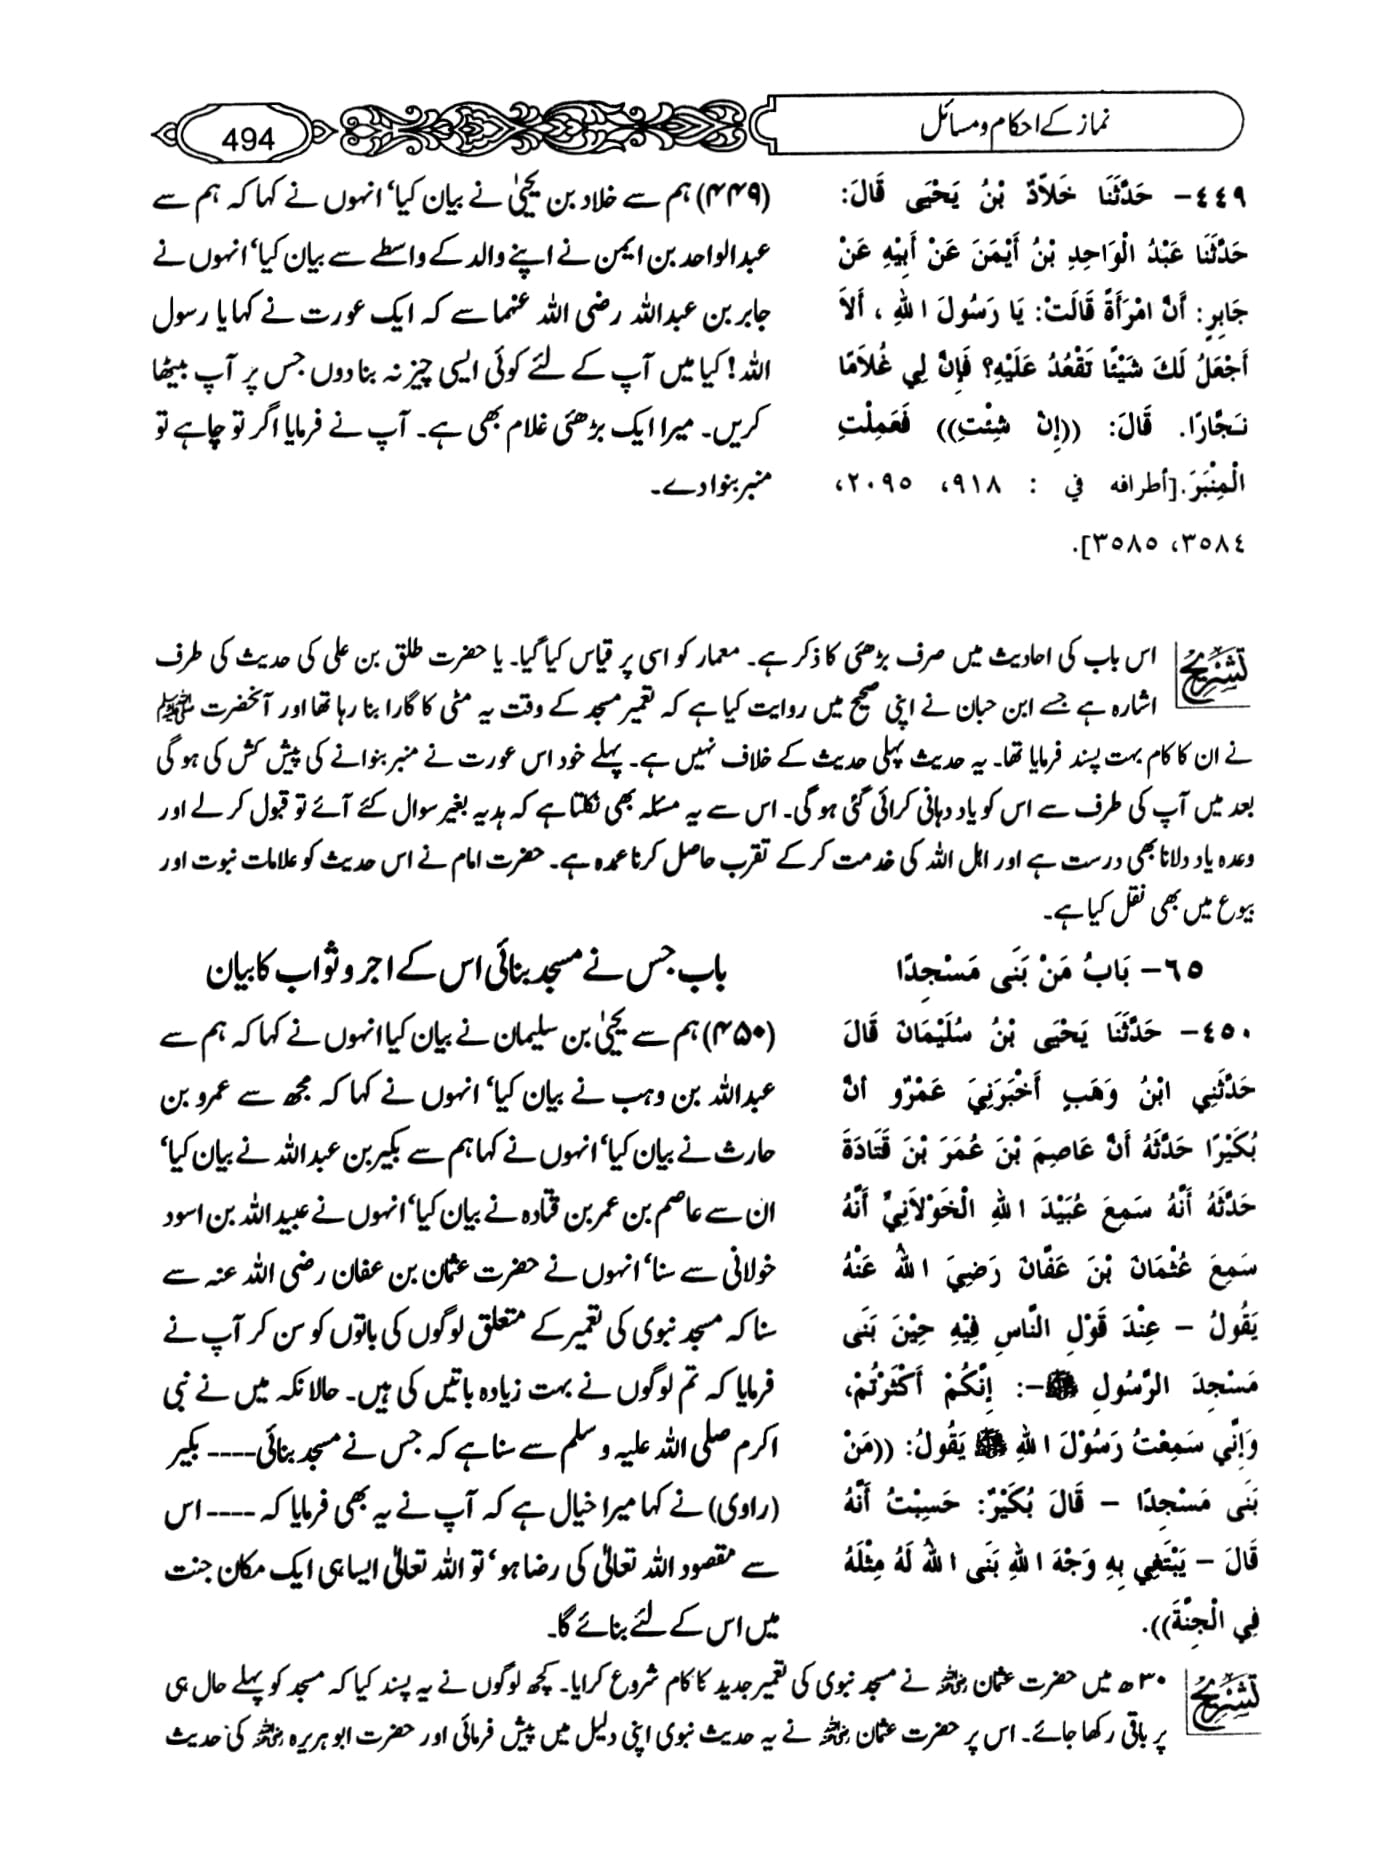 نماز کے احکام و مسائل
494
٤٤٩- حَدَّثَنَا خَلاَّدُ بْنُ يَحْيَى قَالَ:
حَدَّثَنَا عَبْدُ الْوَاحِدِ بْنُ أَيْمَنَ عَنْ أَبِيْهِ عَنْ
جَابِرٍ: أَنَّ امْرَأَةً قَالَتْ: يَا رَسُولَ اللهِ ، أَلاَ
أَجْعَلُ لَكَ شَيْئًا تَقْعُدُ عَلَيْهِ؟ فَإِنَّ لِي غُلاَمًا
نَجَّارًا. قَالَ: ((إِنْ شِئْتِ)) فَعَمِلْتِ
الْمِنْبَرَ.[أطرافه في : ٩١٨، ٢٠٩٥،
٣٥٨٤، ٣٥٨٥].
(۴۴۹) ہم سے خلاد بن یحییٰ نے بیان کیا‘ انہوں نے کہا کہ ہم سے
عبدالواحد بن ایمن نے اپنے والد کے واسطے سے بیان کیا‘ انہوں نے
جابر بن عبداللہ رضی اللہ عنہما سے کہ ایک عورت نے کہا یا رسول
اللہ! کیا میں آپ کے لئے کوئی ایسی چیز نہ بنا دوں جس پر آپ بیٹھا
کریں۔ میرا ایک بڑھئی غلام بھی ہے۔ آپ نے فرمایا اگر تو چاہے تو
منبر بنوا دے۔
تشریح اس باب کی احادیث میں صرف بڑھئی کا ذکر ہے۔ معمار کو اسی پر قیاس کیا گیا۔ یا حضرت طلق بن علی کی حدیث کی طرف
اشارہ ہے جسے ابن حبان نے اپنی صحیح میں روایت کیا ہے کہ تعمیر مسجد کے وقت یہ مٹی کا گارا بنا رہا تھا اور آنحضرت ﷺ
نے ان کا کام بہت پسند فرمایا تھا۔ یہ حدیث پہلی حدیث کے خلاف نہیں ہے۔ پہلے خود اس عورت نے منبر بنوانے کی پیش کش کی ہو گی
بعد میں آپ کی طرف سے اس کو یاد دہانی کرائی گئی ہو گی۔ اس سے یہ مسئلہ بھی نکلتا ہے کہ ہدیہ بغیر سوال کئے آئے تو قبول کر لے اور
وعدہ یاد دلانا بھی درست ہے اور اہل اللہ کی خدمت کر کے تقرب حاصل کرنا عمدہ ہے۔ حضرت امام نے اس حدیث کو علامات نبوت اور
بیوع میں بھی نقل کیا ہے۔
٦٥- بَابُ مَنْ بَنَى مَسْجِدًا
باب جس نے مسجد بنائی اس کے اجر و ثواب کا بیان
٤٥٠- حَدَّثَنَا يَحْيَى بْنُ سُلَيْمَانَ قَالَ
حَدَّثَنِي ابْنُ وَهَبٍ أَخْبَرَنِيَ عَمْرٌو أنَّ
بُكَيْرًا حَدَّثَهُ أَنَّ عَاصِمَ بْنَ عُمَرَ بْنَ قَتَادَةَ
حَدَّثَهُ أَنَّهُ سَمِعَ عُبَيْدَ اللهِ الْخَوْلاَنِيَّ أَنَّهُ
سَمِعَ عُثْمَانَ بْنَ عَفَّانَ رَضِيَ اللهُ عَنْهُ
يَقُولُ – عِنْدَ قَوْلِ النَّاسِ فِيْهِ حِيْنَ بَنَى
مَسْجِدَ الرَّسُولِ ﷺ–: إِنَّكُمْ أَكْثَرْتُمْ،
وَإِنِّي سَمِعْتُ رَسُوْلَ اللهِ ﷺ يَقُولُ: ((مَنْ
بَنَى مَسْجِدًا – قَالَ بُكَيْرٌ: حَسِبْتُ أَنَّهُ
قَالَ – يَبْتَغِي بِهِ وَجْهَ اللهِ بَنَى اللهُ لَهُ مِثْلَهُ
فِي الْجَنَّةَ)).
(۴۵۰) ہم سے یحییٰ بن سلیمان نے بیان کیا انہوں نے کہا کہ ہم سے
عبداللہ بن وہب نے بیان کیا‘ انہوں نے کہا کہ مجھ سے عمرو بن
حارث نے بیان کیا‘ انہوں نے کہا ہم سے بکیر بن عبداللہ نے بیان کیا‘
ان سے عاصم بن عمر بن قتادہ نے بیان کیا‘ انہوں نے عبیداللہ بن اسود
خولانی سے سنا‘ انہوں نے حضرت عثمان بن عفان رضی اللہ عنہ سے
سنا کہ مسجد نبوی کی تعمیر کے متعلق لوگوں کی باتوں کو سن کر آپ نے
فرمایا کہ تم لوگوں نے بہت زیادہ باتیں کی ہیں۔ حالانکہ میں نے نبی
اکرم صلی اللہ علیہ و سلم سے سنا ہے کہ جس نے مسجد بنائی---- بکیر
(راوی) نے کہا میرا خیال ہے کہ آپ نے یہ بھی فرمایا کہ ---- اس
سے مقصود اللہ تعالیٰ کی رضا ہو‘ تو اللہ تعالیٰ ایسا ہی ایک مکان جنت
میں اس کے لئے بنائے گا۔
تشریح ۳۰ھ میں حضرت عثمان رضی اللہ عنہ نے مسجد نبوی کی تعمیر جدید کا کام شروع کرایا۔ کچھ لوگوں نے یہ پسند کیا کہ مسجد کو پہلے حال ہی
پر باقی رکھا جائے۔ اس پر حضرت عثمان رضی اللہ عنہ نے یہ حدیث نبوی اپنی دلیل میں پیش فرمائی اور حضرت ابو ہریرہ رضی اللہ عنہ کی حدیث